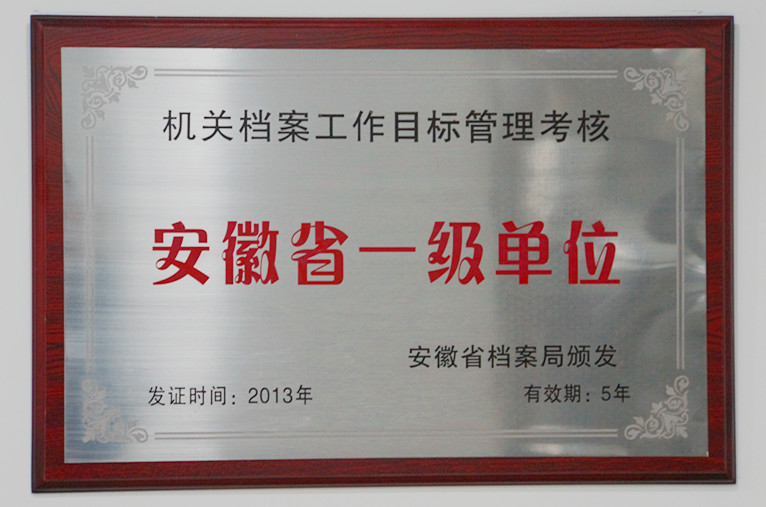 机关档案工作目标管理考核
安徽省一级单位
安徽省档案局颁发
发证时间：2013年 有效期：5年